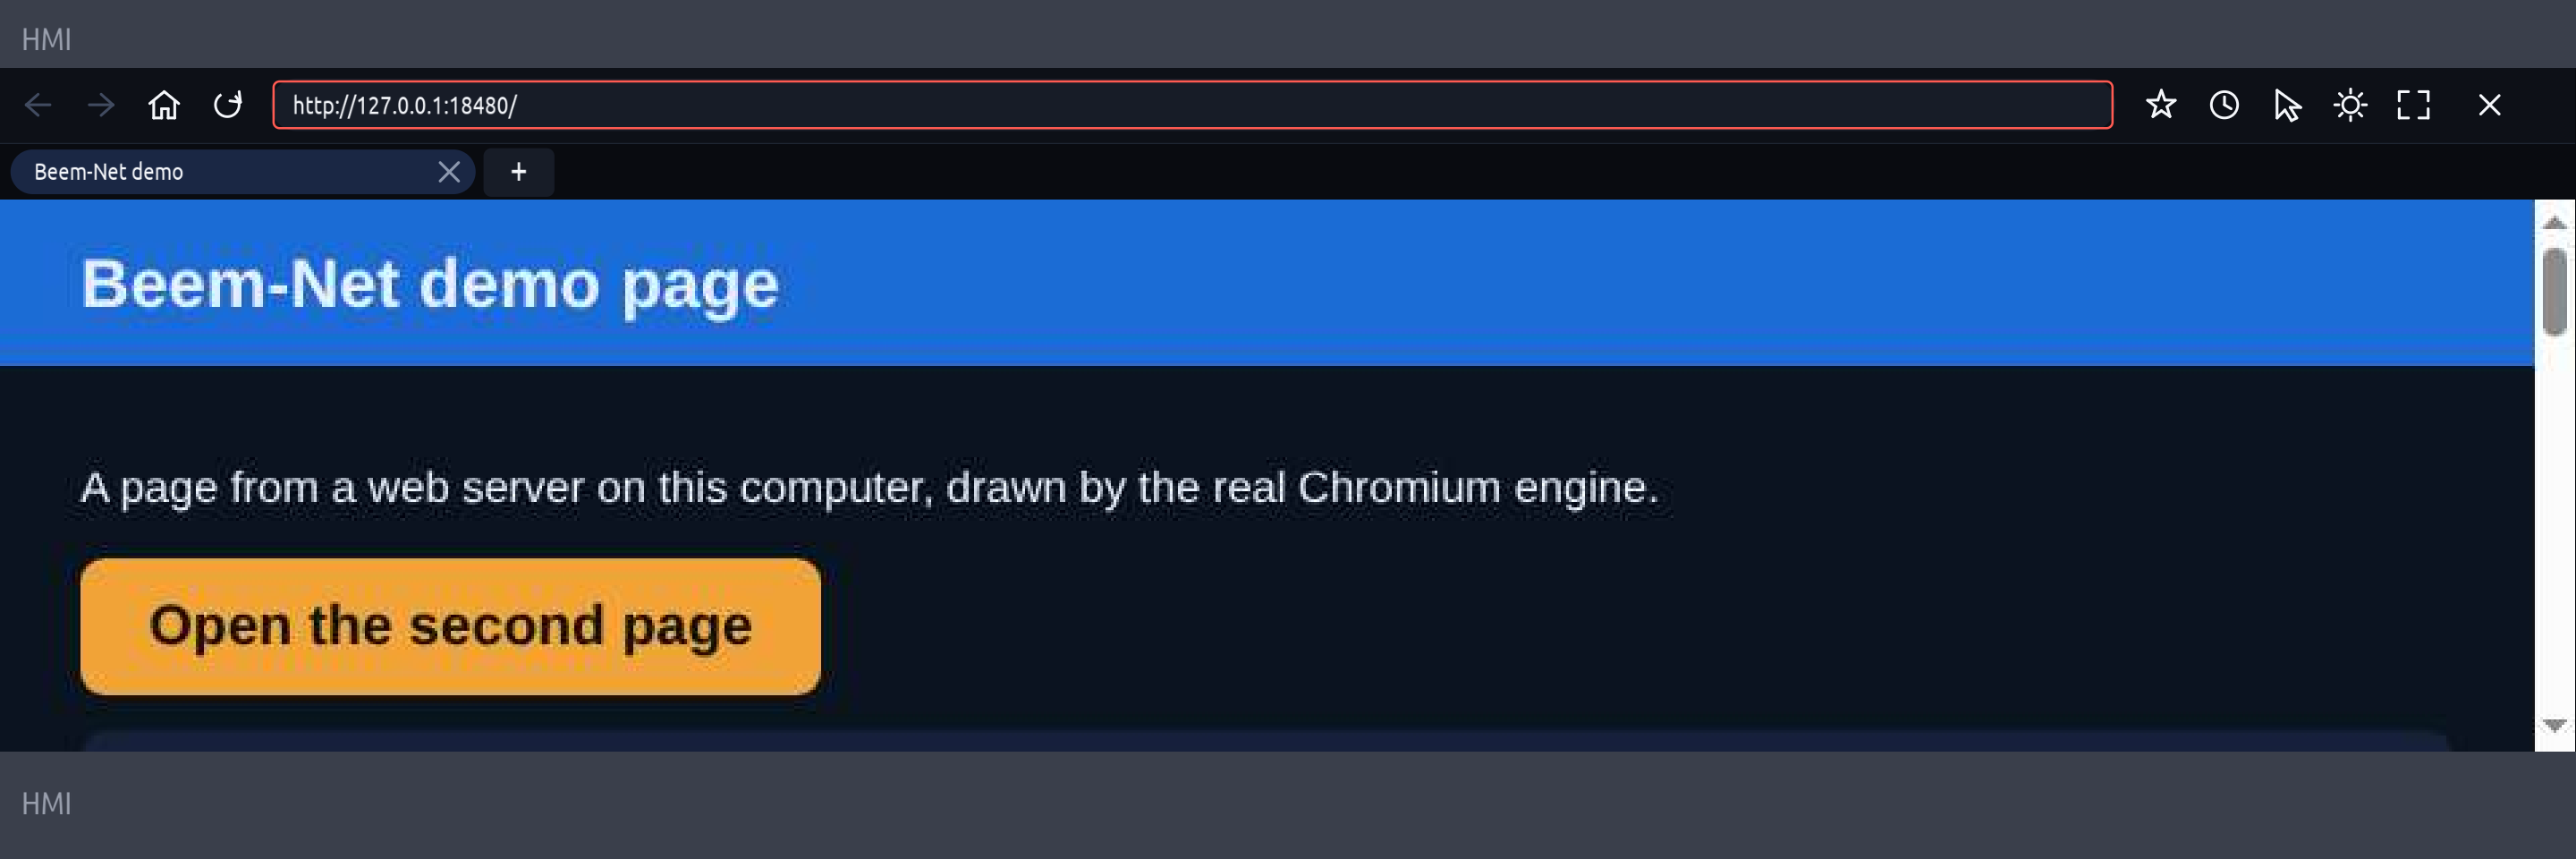 HMI
http://127.0.0.1:18480/
Beem-Net demo
+
Beem-Net demo page
A page from a web server on this computer, drawn by the real Chromium engine.
Open the second page
HMI